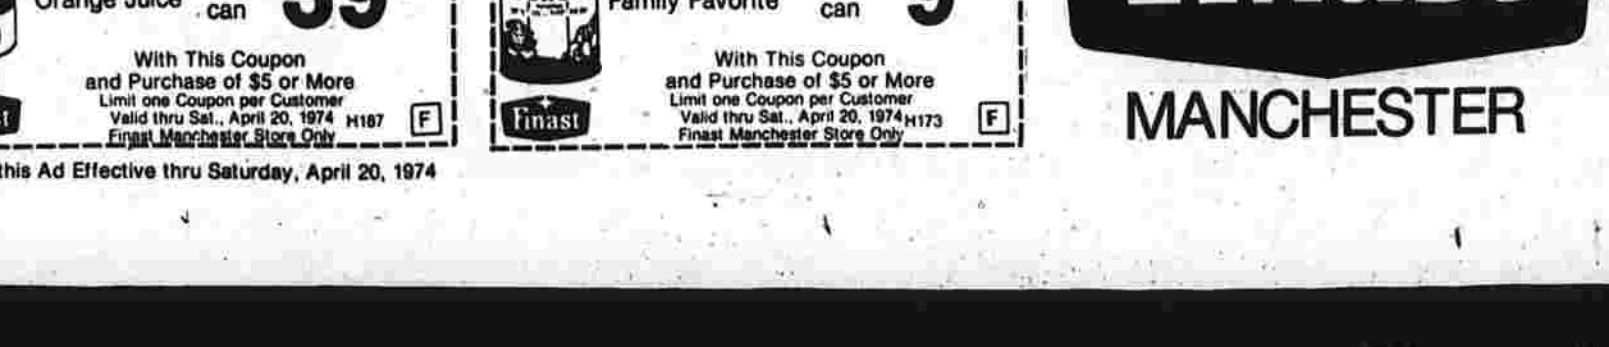 Orange Juice can 39
With This Coupon
and Purchase of $5 or More
Limit one Coupon per Customer
Valid thru Sat., April 20, 1974 H187 F
Finast Manchester Store Only
this Ad Effective thru Saturday, April 20, 1974
Family Favorite can 9
With This Coupon
and Purchase of $5 or More
Limit one Coupon per Customer
Valid thru Sat., April 20, 1974 H173 F
Finast Manchester Store Only
Finast
MANCHESTER